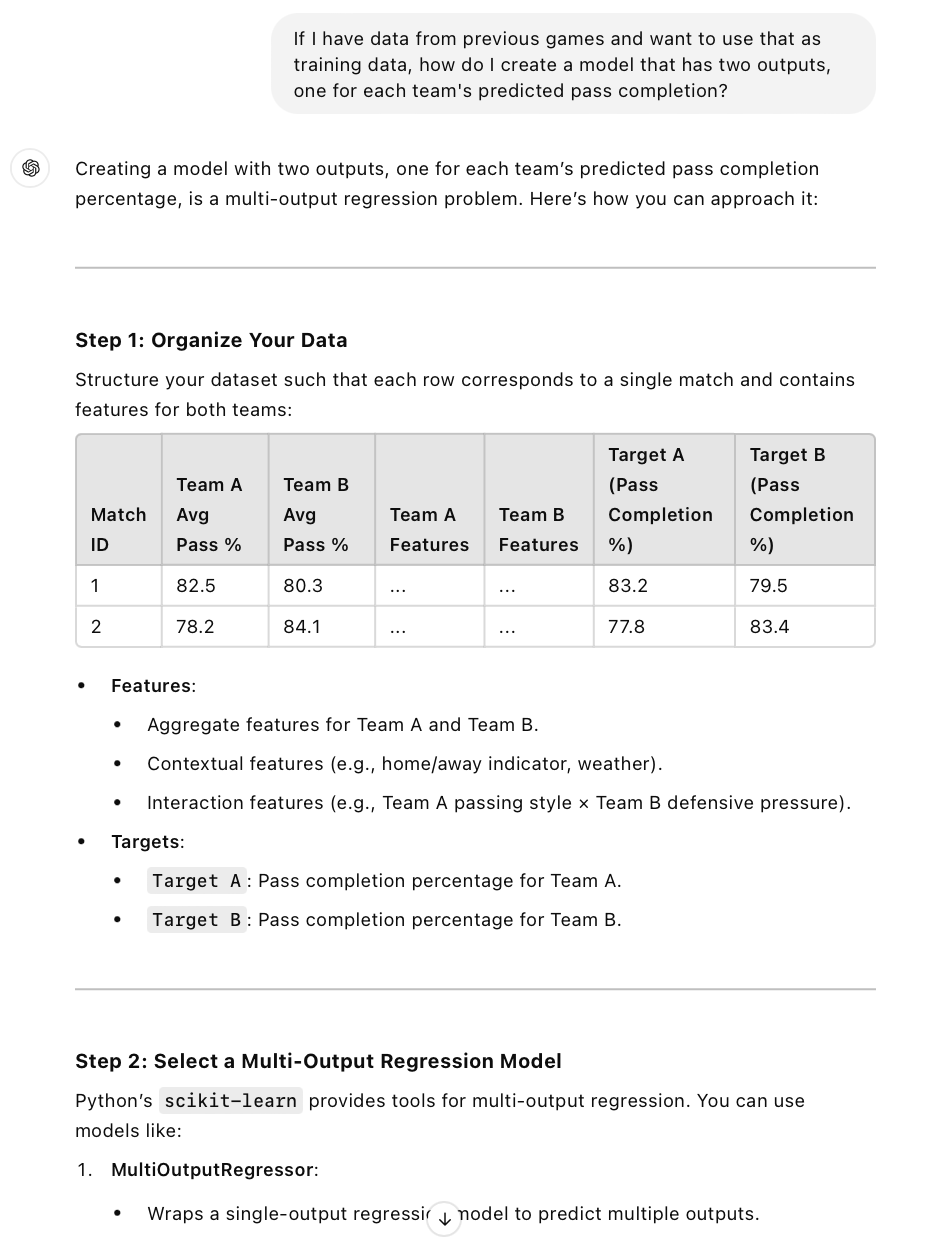 If I have data from previous games and want to use that as
training data, how do I create a model that has two outputs,
one for each team's predicted pass completion?
Creating a model with two outputs, one for each team’s predicted pass completion
percentage, is a multi-output regression problem. Here’s how you can approach it:
Step 1: Organize Your Data
Structure your dataset such that each row corresponds to a single match and contains
features for both teams:
Match ID | Team A Avg Pass % | Team B Avg Pass % | Team A Features | Team B Features | Target A (Pass Completion %) | Target B (Pass Completion %)
1 | 82.5 | 80.3 | ... | ... | 83.2 | 79.5
2 | 78.2 | 84.1 | ... | ... | 77.8 | 83.4
• Features:
• Aggregate features for Team A and Team B.
• Contextual features (e.g., home/away indicator, weather).
• Interaction features (e.g., Team A passing style × Team B defensive pressure).
• Targets:
• Target A: Pass completion percentage for Team A.
• Target B: Pass completion percentage for Team B.
Step 2: Select a Multi-Output Regression Model
Python’s scikit-learn provides tools for multi-output regression. You can use
models like:
1. MultiOutputRegressor:
• Wraps a single-output regression model to predict multiple outputs.